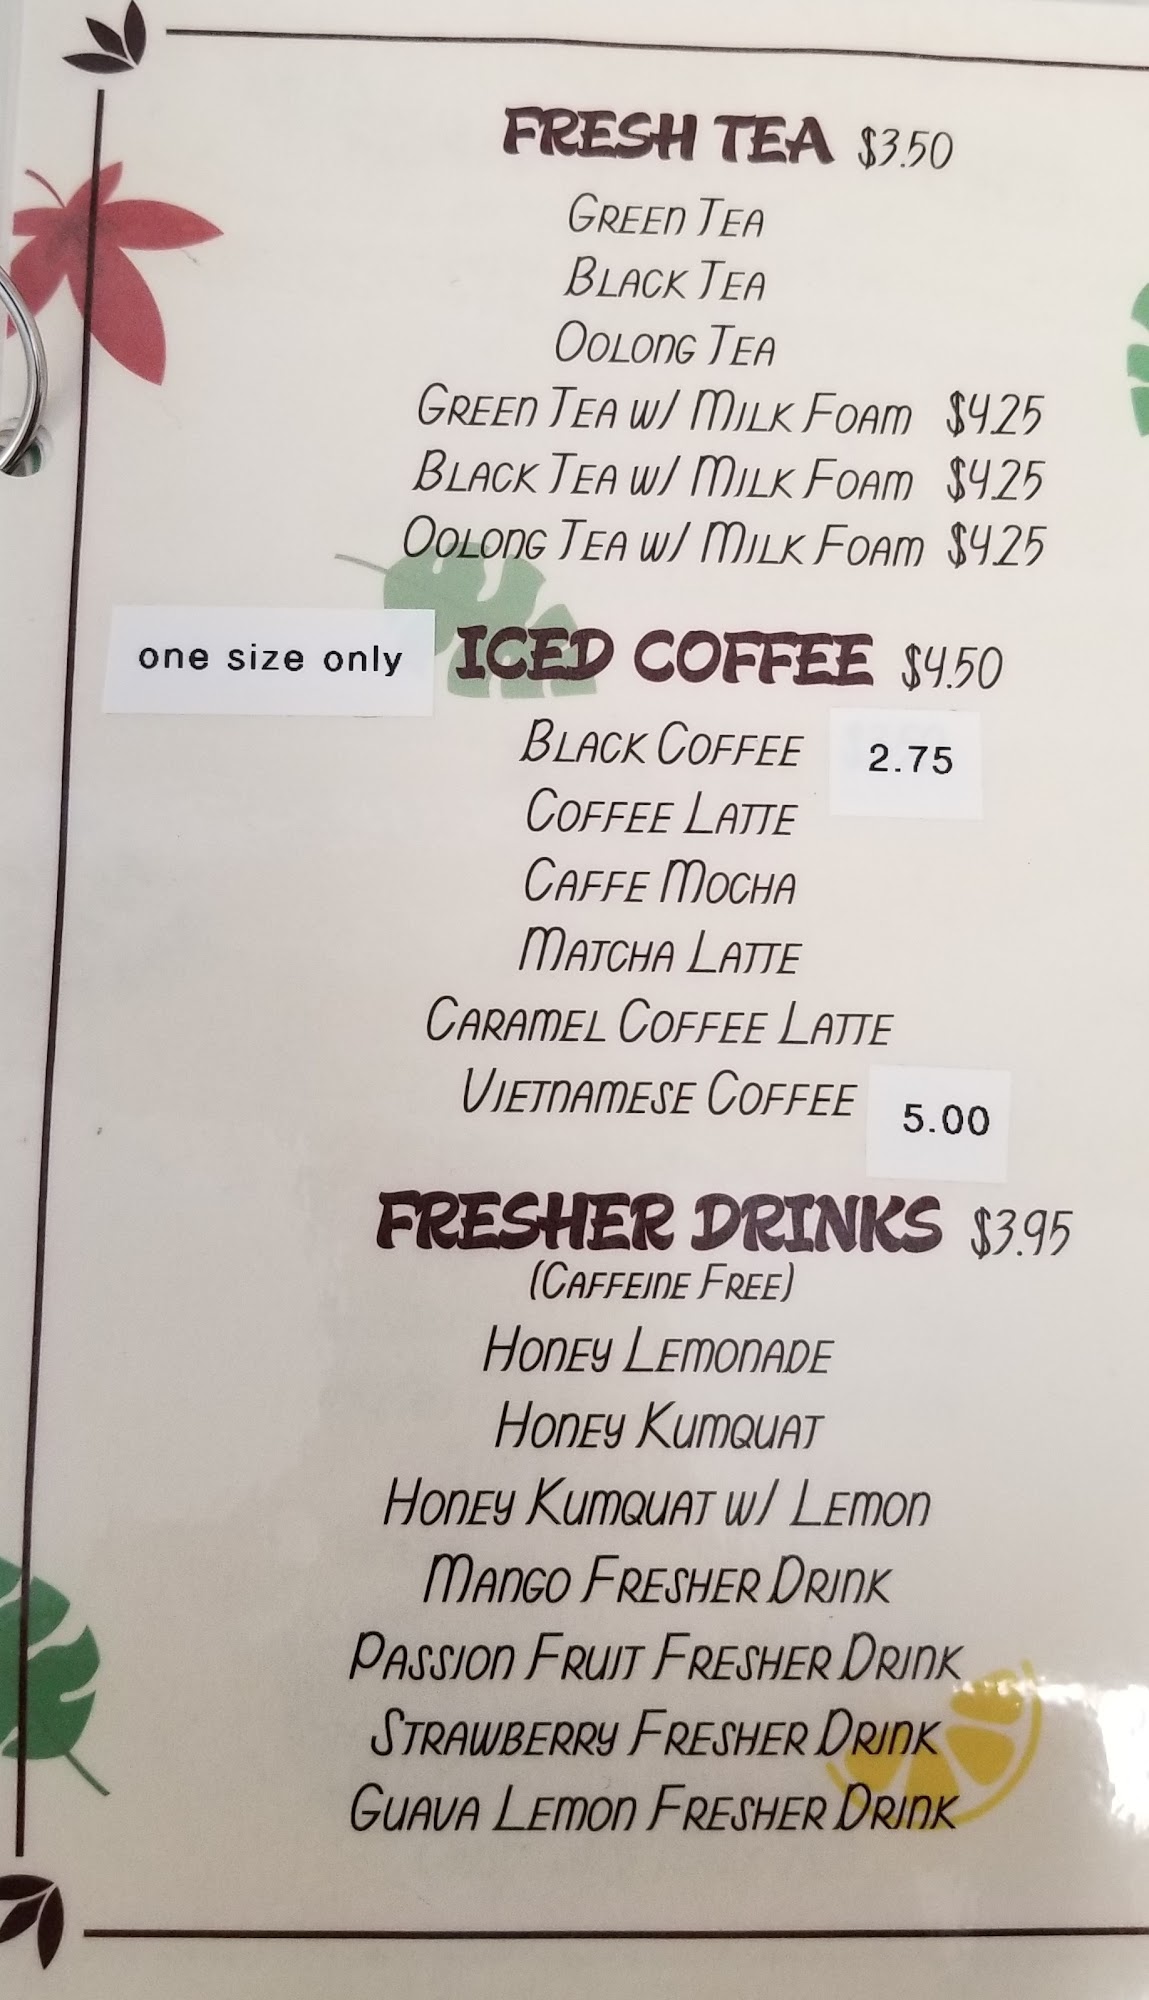 FRESH TEA $3.50
GREEN TEA
BLACK TEA
OOLONG TEA
GREEN TEA W/ MILK FOAM $4.25
BLACK TEA W/ MILK FOAM $4.25
OOLONG TEA W/ MILK FOAM $4.25
one size only ICED COFFEE $4.50
BLACK COFFEE 2.75
COFFEE LATTE
CAFFE MOCHA
MATCHA LATTE
CARAMEL COFFEE LATTE
VIETNAMESE COFFEE 5.00
FRESHER DRINKS $3.95
(CAFFEINE FREE)
HONEY LEMONADE
HONEY KUMQUAT
HONEY KUMQUAT W/ LEMON
MANGO FRESHER DRINK
PASSION FRUIT FRESHER DRINK
STRAWBERRY FRESHER DRINK
GUAVA LEMON FRESHER DRINK